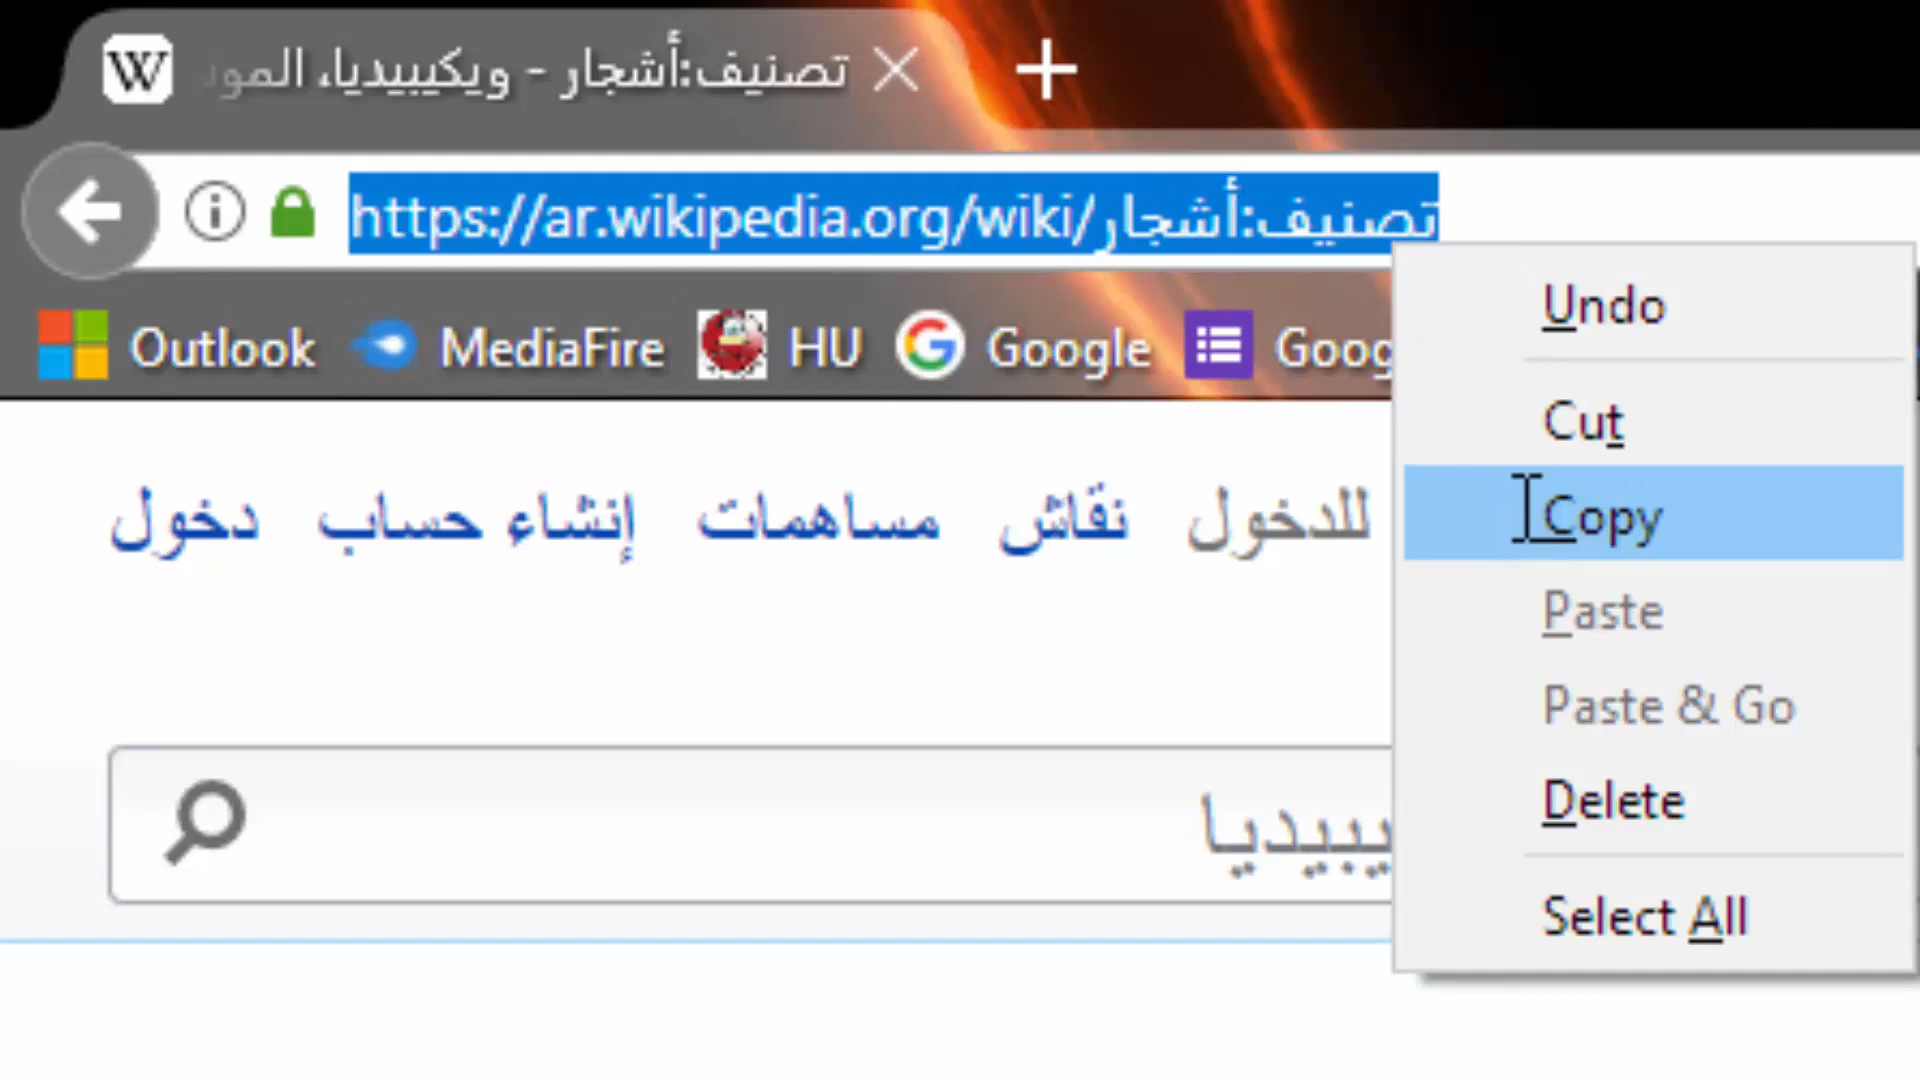 W تصنيف:أشجار - ويكيبيديا، المو
https://ar.wikipedia.org/wiki/تصنيف:أشجار
Outlook MediaFire HU Google Goog
للدخول نقاش مساهمات إنشاء حساب دخول
يبيديا
Undo
Cut
Copy
Paste
Paste & Go
Delete
Select All